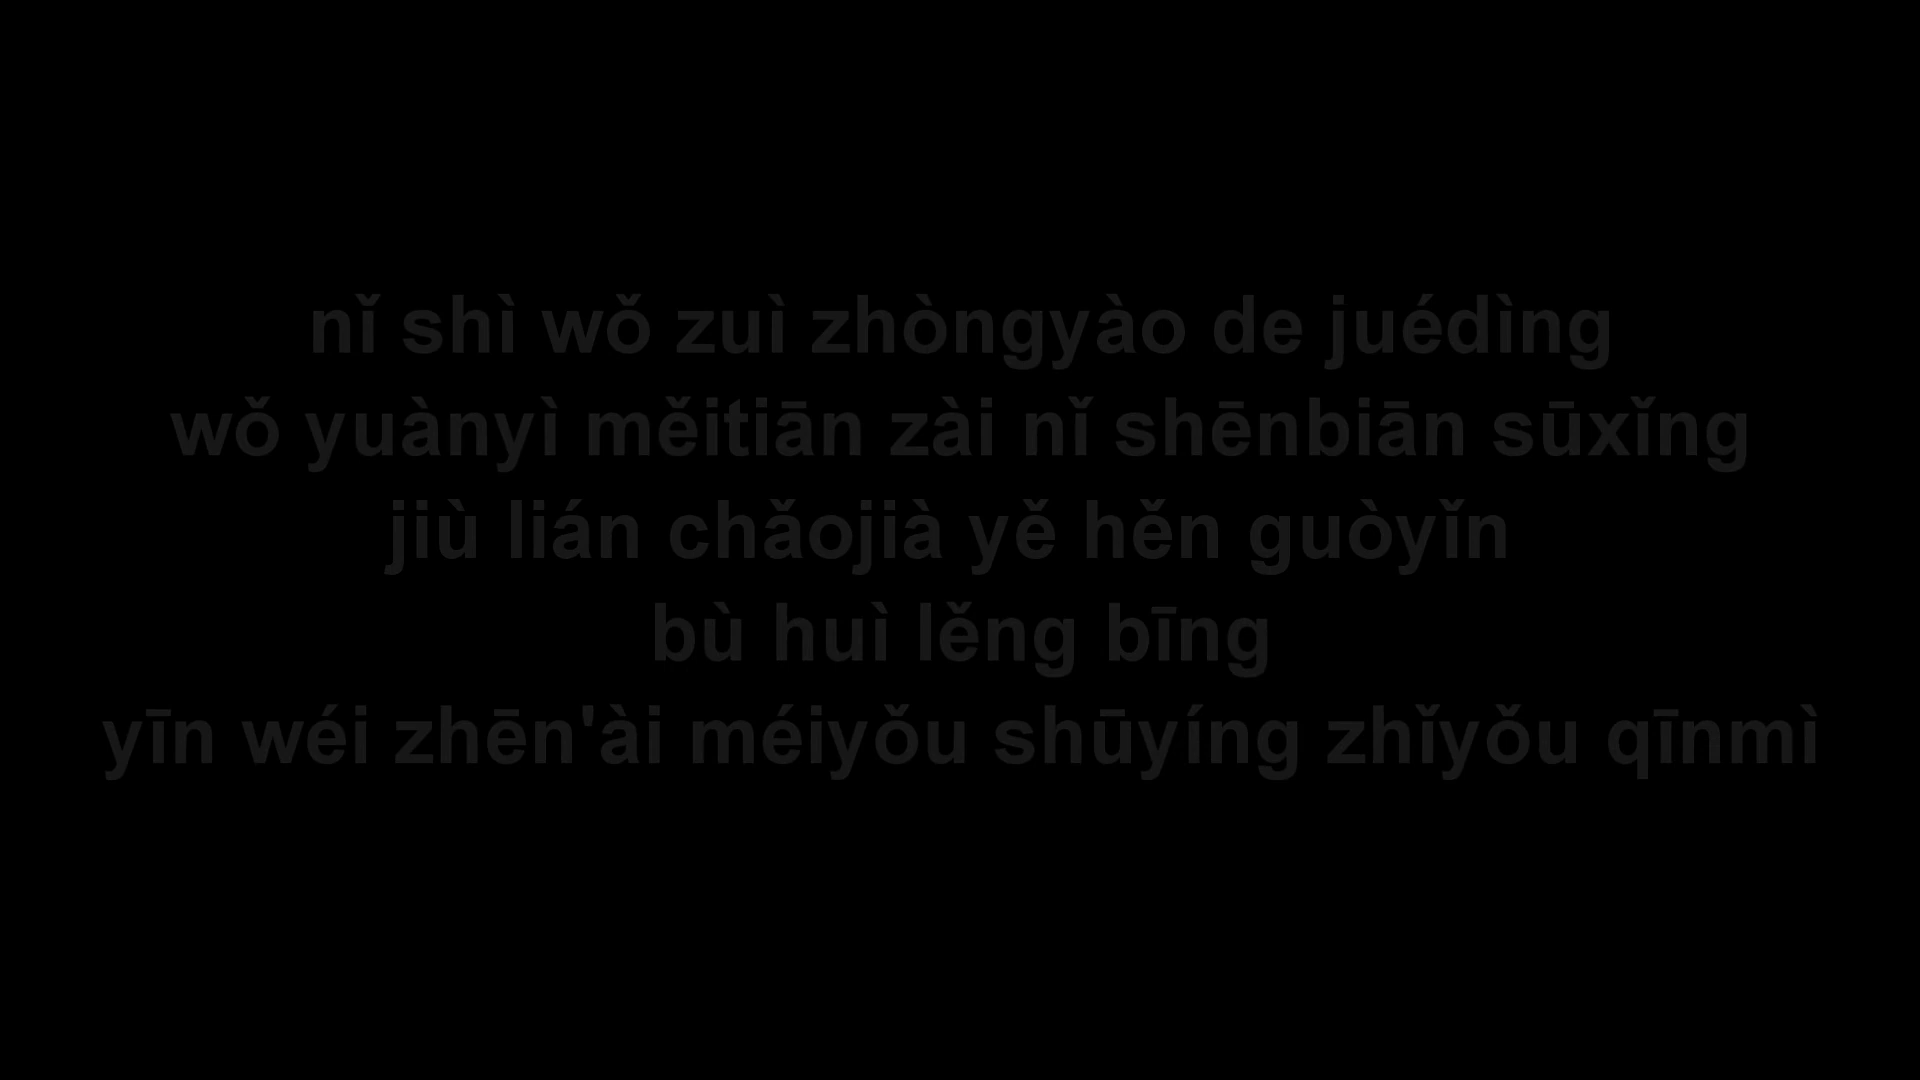 nǐ shì wǒ zuì zhòngyào de juédìng
wǒ yuànyì měitiān zài nǐ shēnbiān sūxǐng
jiù lián chǎojià yě hěn guòyǐn
bù huì lěng bīng
yīn wéi zhēn'ài méiyǒu shūyíng zhǐyǒu qīnmì